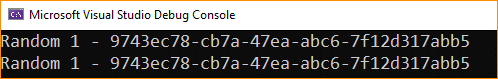 Microsoft Visual Studio Debug Console
Random 1 - 9743ec78-cb7a-47ea-abc6-7f12d317abb5
Random 1 - 9743ec78-cb7a-47ea-abc6-7f12d317abb5